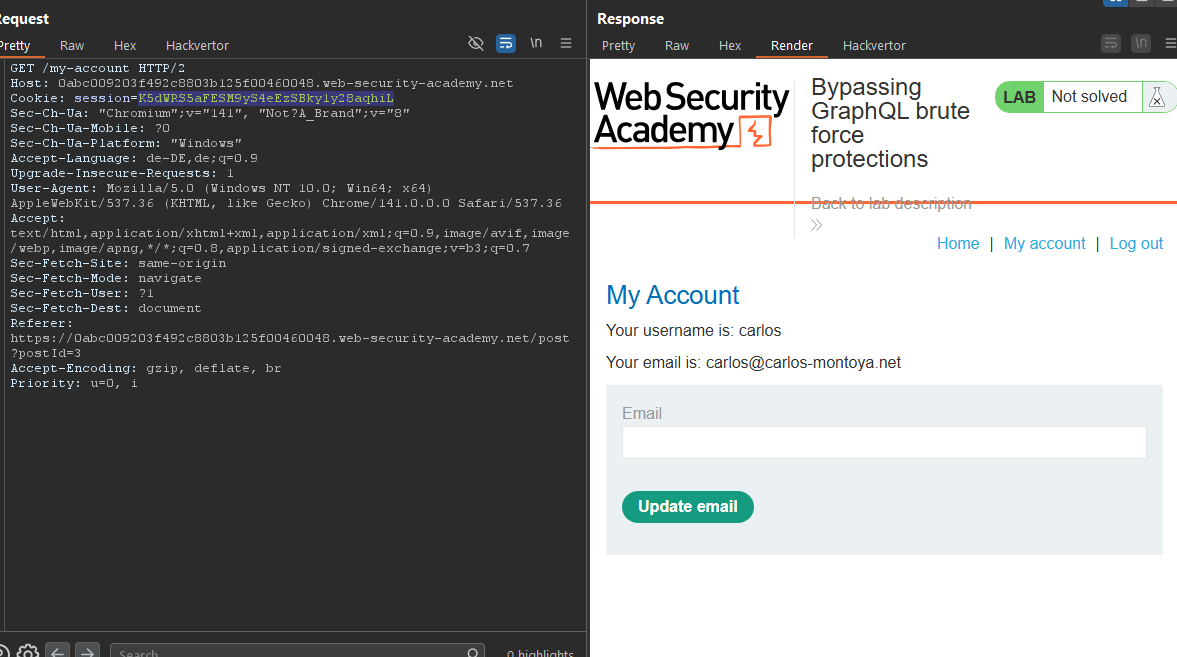 Request
Pretty Raw Hex Hackvertor \n
GET /my-account HTTP/2
Host: 0abc009203f492c8803b125f00460048.web-security-academy.net
Cookie: session=K5dWRS5aFESM9yS4eEzSBky1y28aqhiL
Sec-Ch-Ua: "Chromium";v="141", "Not?A_Brand";v="8"
Sec-Ch-Ua-Mobile: ?0
Sec-Ch-Ua-Platform: "Windows"
Accept-Language: de-DE,de;q=0.9
Upgrade-Insecure-Requests: 1
User-Agent: Mozilla/5.0 (Windows NT 10.0; Win64; x64)
AppleWebKit/537.36 (KHTML, like Gecko) Chrome/141.0.0.0 Safari/537.36
Accept:
text/html,application/xhtml+xml,application/xml;q=0.9,image/avif,image
/webp,image/apng,*/*;q=0.8,application/signed-exchange;v=b3;q=0.7
Sec-Fetch-Site: same-origin
Sec-Fetch-Mode: navigate
Sec-Fetch-User: ?1
Sec-Fetch-Dest: document
Referer:
https://0abc009203f492c8803b125f00460048.web-security-academy.net/post
?postId=3
Accept-Encoding: gzip, deflate, br
Priority: u=0, i
Search
0 highlights
Response
Pretty Raw Hex Render Hackvertor \n
Web Security
Academy
Bypassing
GraphQL brute
force
protections
LAB Not solved
Back to lab description
Home | My account | Log out
My Account
Your username is: carlos
Your email is: carlos@carlos-montoya.net
Email
Update email